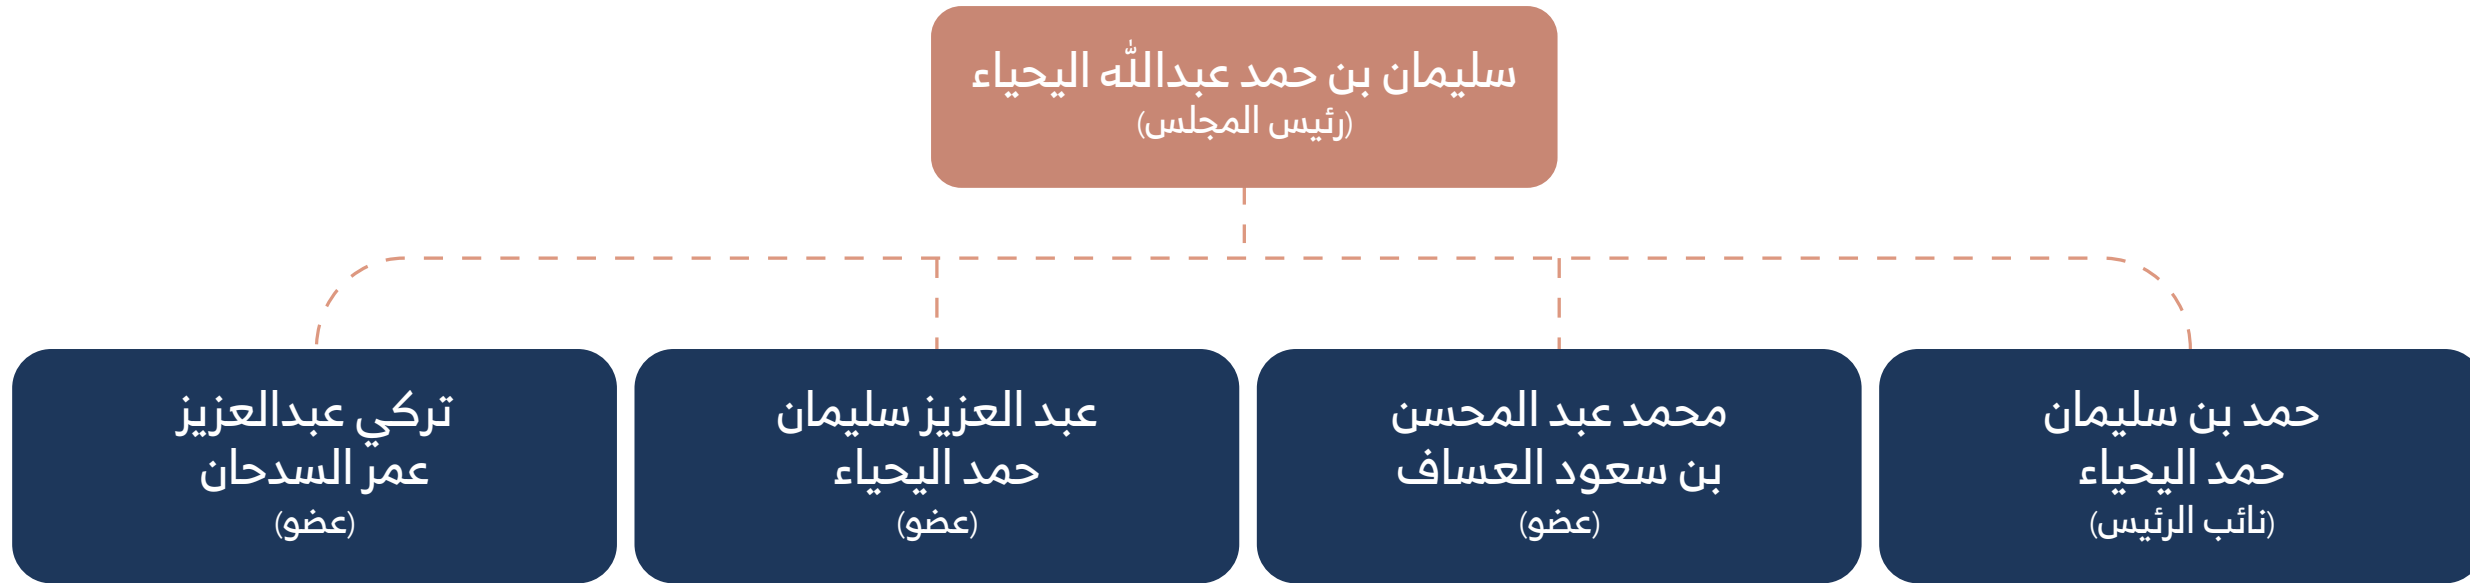 سليمان بن حمد عبدالله اليحياء
(رئيس المجلس)
حمد بن سليمان
حمد اليحياء
(نائب الرئيس)
محمد عبد المحسن
بن سعود العساف
(عضو)
عبد العزيز سليمان
حمد اليحياء
(عضو)
تركي عبدالعزيز
عمر السدحان
(عضو)